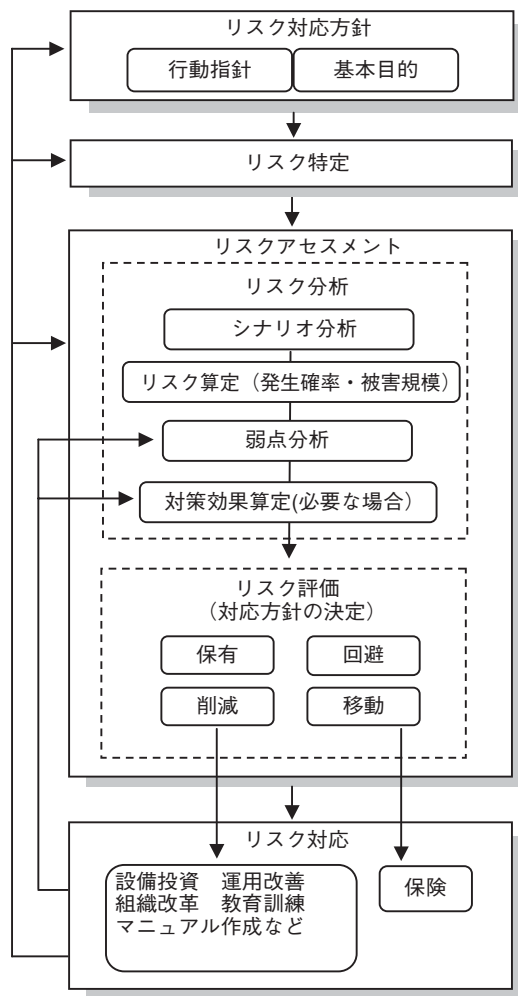 リスク対応方針
行動指針
基本目的
リスク特定
リスクアセスメント
リスク分析
シナリオ分析
リスク算定（発生確率・被害規模）
弱点分析
対策効果算定(必要な場合）
リスク評価
（対応方針の決定）
保有
回避
削減
移動
リスク対応
設備投資　運用改善
組織改革　教育訓練
マニュアル作成など
保険